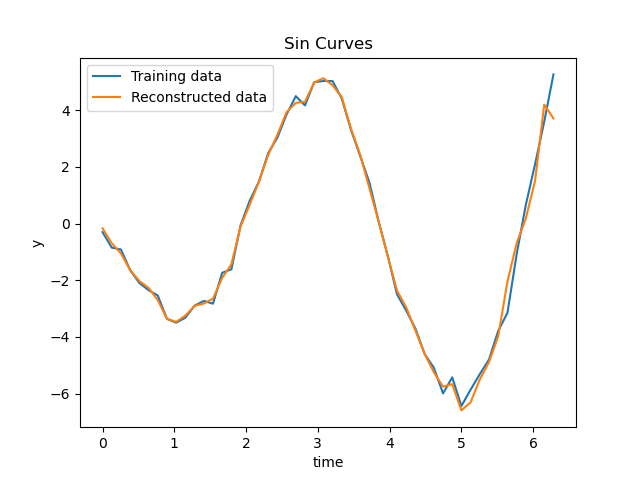 Sin Curves
Training data
Reconstructed data
4
2
0
−2
−4
−6
y
0 1 2 3 4 5 6
time